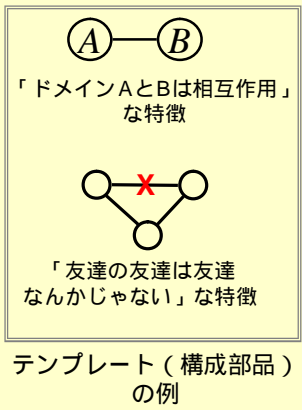 A B
「ドメインAとBは相互作用」
な特徴
X
「友達の友達は友達
なんかじゃない」な特徴
テンプレート(構成部品)
の例